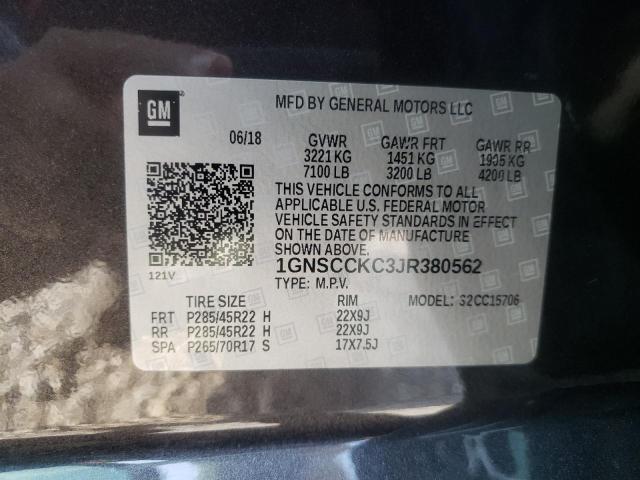 GM
MFD BY GENERAL MOTORS LLC
06/18 GVWR GAWR FRT GAWR RR
3221 KG 1451 KG 1905 KG
7100 LB 3200 LB 4200 LB
THIS VEHICLE CONFORMS TO ALL
APPLICABLE U.S. FEDERAL MOTOR
VEHICLE SAFETY STANDARDS IN EFFECT
ON THE DATE OF MANUFACTURE
SHOWN ABOVE.
1GNSCCKC3JR380562
121V
TYPE: M.P.V.
TIRE SIZE RIM MODEL: S2CC15706
FRT P285/45R22 H 22X9J
RR P285/45R22 H 22X9J
SPA P265/70R17 S 17X7.5J